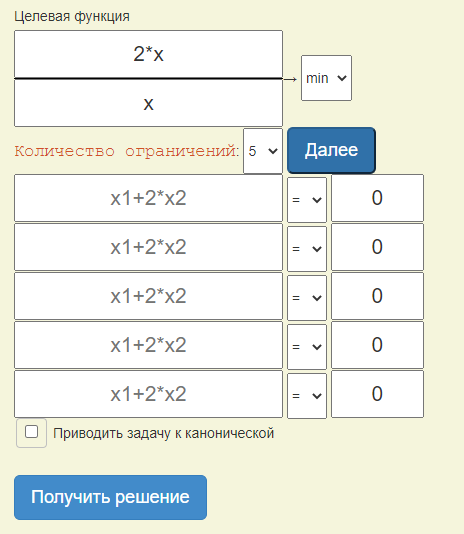 Целевая функция
2*x
→ min
x
Количество ограничений: 5 Далее
x1+2*x2 = 0
x1+2*x2 = 0
x1+2*x2 = 0
x1+2*x2 = 0
x1+2*x2 = 0
Приводить задачу к канонической
Получить решение